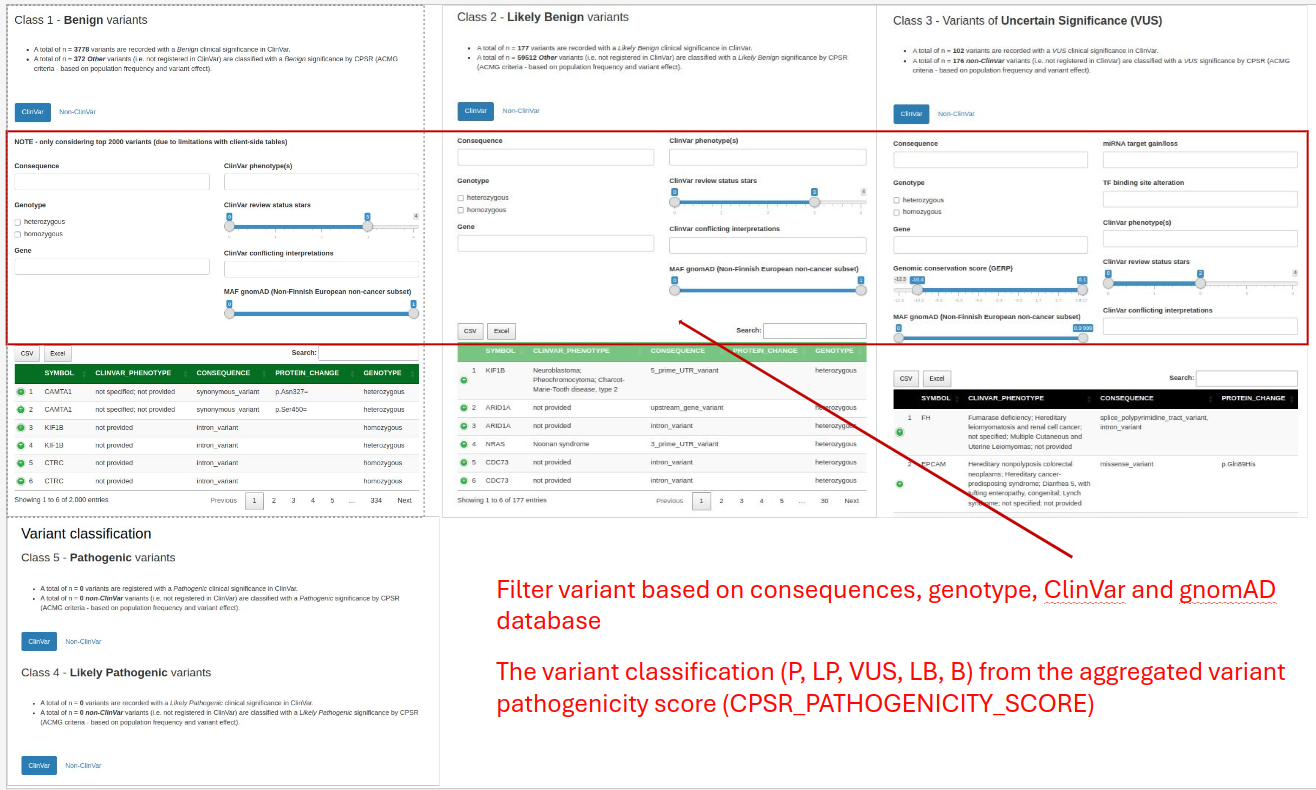 Class 1 - Benign variants
A total of n = 3778 variants are recorded with a Benign clinical significance in ClinVar.
A total of n = 372 Other variants (i.e. not registered in ClinVar) are classified with a Benign significance by CPSR (ACMG
criteria - based on population frequency and variant effect).
ClinVar Non-ClinVar
NOTE - only considering top 2000 variants (due to limitations with client-side tables)
Consequence ClinVar phenotype(s)
Genotype ClinVar review status stars
heterozygous 0 3 4
homozygous
Gene ClinVar conflicting interpretations
MAF gnomAD (Non-Finnish European non-cancer subset)
0 1
CSV Excel Search:
SYMBOL CLINVAR_PHENOTYPE CONSEQUENCE PROTEIN_CHANGE GENOTYPE
1 CAMTA1 not specified; not provided synonymous_variant p.Asn327= heterozygous
2 CAMTA1 not specified; not provided synonymous_variant p.Ser450= heterozygous
3 KIF1B not provided intron_variant homozygous
4 KIF1B not provided intron_variant heterozygous
5 CTRC not provided intron_variant homozygous
6 CTRC not provided intron_variant homozygous
Showing 1 to 6 of 2,000 entries Previous 1 2 3 4 5 ... 334 Next
Class 2 - Likely Benign variants
A total of n = 177 variants are recorded with a Likely Benign clinical significance in ClinVar.
A total of n = 59512 Other variants (i.e. not registered in ClinVar) are classified with a Likely Benign significance by CPSR
(ACMG criteria - based on population frequency and variant effect).
ClinVar Non-ClinVar
Consequence ClinVar phenotype(s)
Genotype ClinVar review status stars
heterozygous 0 3 4
homozygous
Gene ClinVar conflicting interpretations
MAF gnomAD (Non-Finnish European non-cancer subset)
0 1
CSV Excel Search:
SYMBOL CLINVAR_PHENOTYPE CONSEQUENCE PROTEIN_CHANGE GENOTYPE
1 KIF1B Neuroblastoma; 5_prime_UTR_variant heterozygous
Pheochromocytoma; Charcot-
Marie-Tooth disease, type 2
2 ARID1A not provided upstream_gene_variant heterozygous
3 ARID1A not provided intron_variant heterozygous
4 NRAS Noonan syndrome 3_prime_UTR_variant heterozygous
5 CDC73 not provided intron_variant heterozygous
6 CDC73 not provided intron_variant heterozygous
Showing 1 to 6 of 177 entries Previous 1 2 3 4 5 ... 30 Next
Class 3 - Variants of Uncertain Significance (VUS)
A total of n = 102 variants are recorded with a VUS clinical significance in ClinVar.
A total of n = 176 non-ClinVar variants (i.e. not registered in ClinVar) are classified with a VUS significance by CPSR (ACMG
criteria - based on population frequency and variant effect).
ClinVar Non-ClinVar
Consequence miRNA target gain/loss
Genotype TF binding site alteration
heterozygous
homozygous
Gene ClinVar phenotype(s)
Genomic conservation score (GERP) ClinVar review status stars
-12.3 6.1 0 2 4
MAF gnomAD (Non-Finnish European non-cancer subset) ClinVar conflicting interpretations
0
CSV Excel Search:
SYMBOL CLINVAR_PHENOTYPE CONSEQUENCE PROTEIN_CHANGE
1 FH Fumarase deficiency; Hereditary splice_polypyrimidine_tract_variant,
leiomyomatosis and renal cell cancer; intron_variant
not specified; Multiple Cutaneous and
Uterine Leiomyomas; not provided
2 EPCAM Hereditary nonpolyposis colorectal missense_variant p.Gln89His
neoplasms; Hereditary cancer-
predisposing syndrome; Diarrhea 5, with
tufting enteropathy, congenital; Lynch
syndrome; not specified; not provided
Variant classification
Class 5 - Pathogenic variants
A total of n = 0 variants are registered with a Pathogenic clinical significance in ClinVar.
A total of n = 0 non-ClinVar variants (i.e. not registered in ClinVar) are classified with a Pathogenic significance by CPSR
(ACMG criteria - based on population frequency and variant effect).
ClinVar Non-ClinVar
Class 4 - Likely Pathogenic variants
A total of n = 0 variants are recorded with a Likely Pathogenic clinical significance in ClinVar.
A total of n = 0 non-ClinVar variants (i.e. not registered in ClinVar) are classified with a Likely Pathogenic significance by CPSR
(ACMG criteria - based on population frequency and variant effect).
ClinVar Non-ClinVar
Filter variant based on consequences, genotype, ClinVar and gnomAD
database
The variant classification (P, LP, VUS, LB, B) from the aggregated variant
pathogenicity score (CPSR_PATHOGENICITY_SCORE)